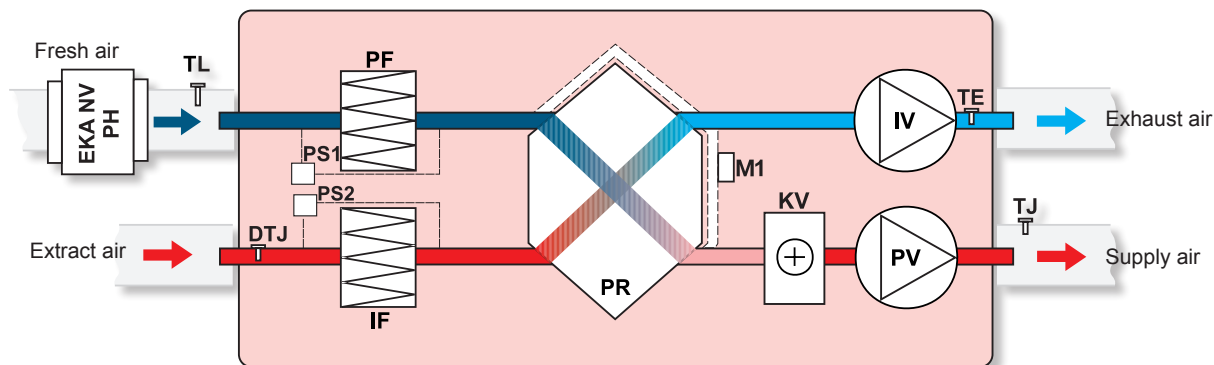 Fresh air
TL
EKA NV
PH
PF
PS1
PS2
IV
TE
Exhaust air
M1
KV
TJ
DTJ
Extract air
IF
PR
PV
Supply air